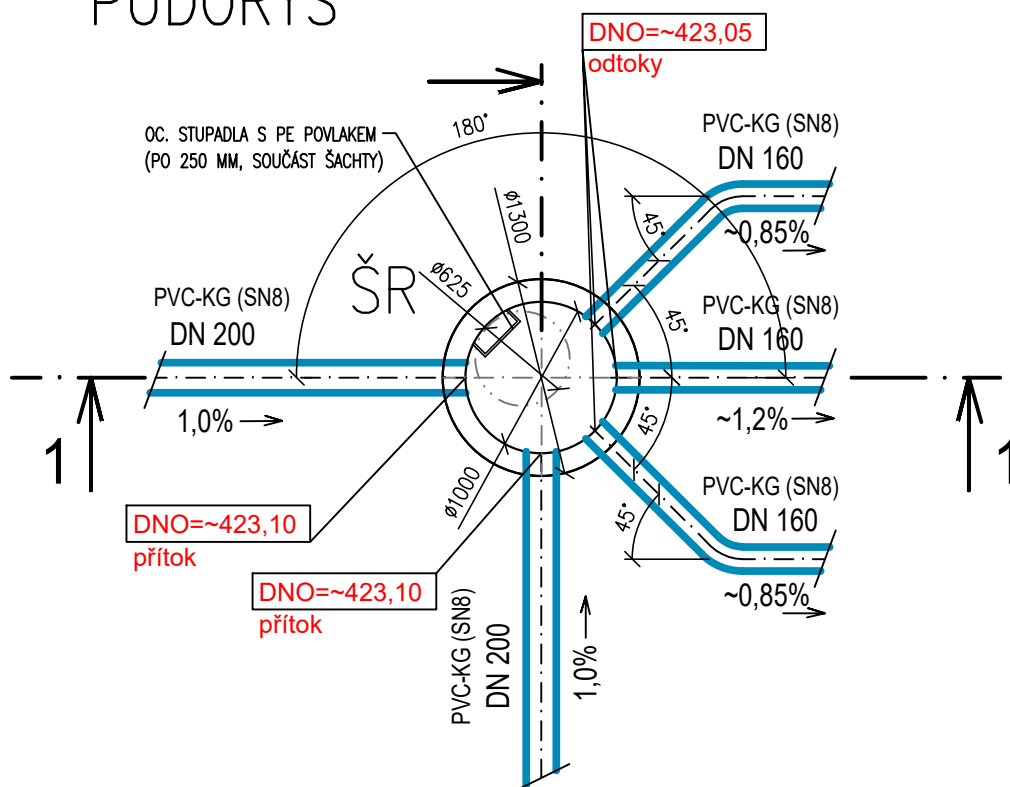 PŮDORYS
DNO=~423,05
odtoky
OC. STUPADLA S PE POVLAKEM
(PO 250 MM, SOUČÁST ŠACHTY)
180°
PVC-KG (SN8)
DN 160
ø1300
45°
~0,85%
ø625
ŠR
PVC-KG (SN8)
DN 200
PVC-KG (SN8)
DN 160
45°
1,0%
~1,2%
45°
1
1
ø1000
PVC-KG (SN8)
DN 160
45°
DNO=~423,10
přítok
DNO=~423,10
přítok
~0,85%
PVC-KG (SN8)
DN 200
1,0%